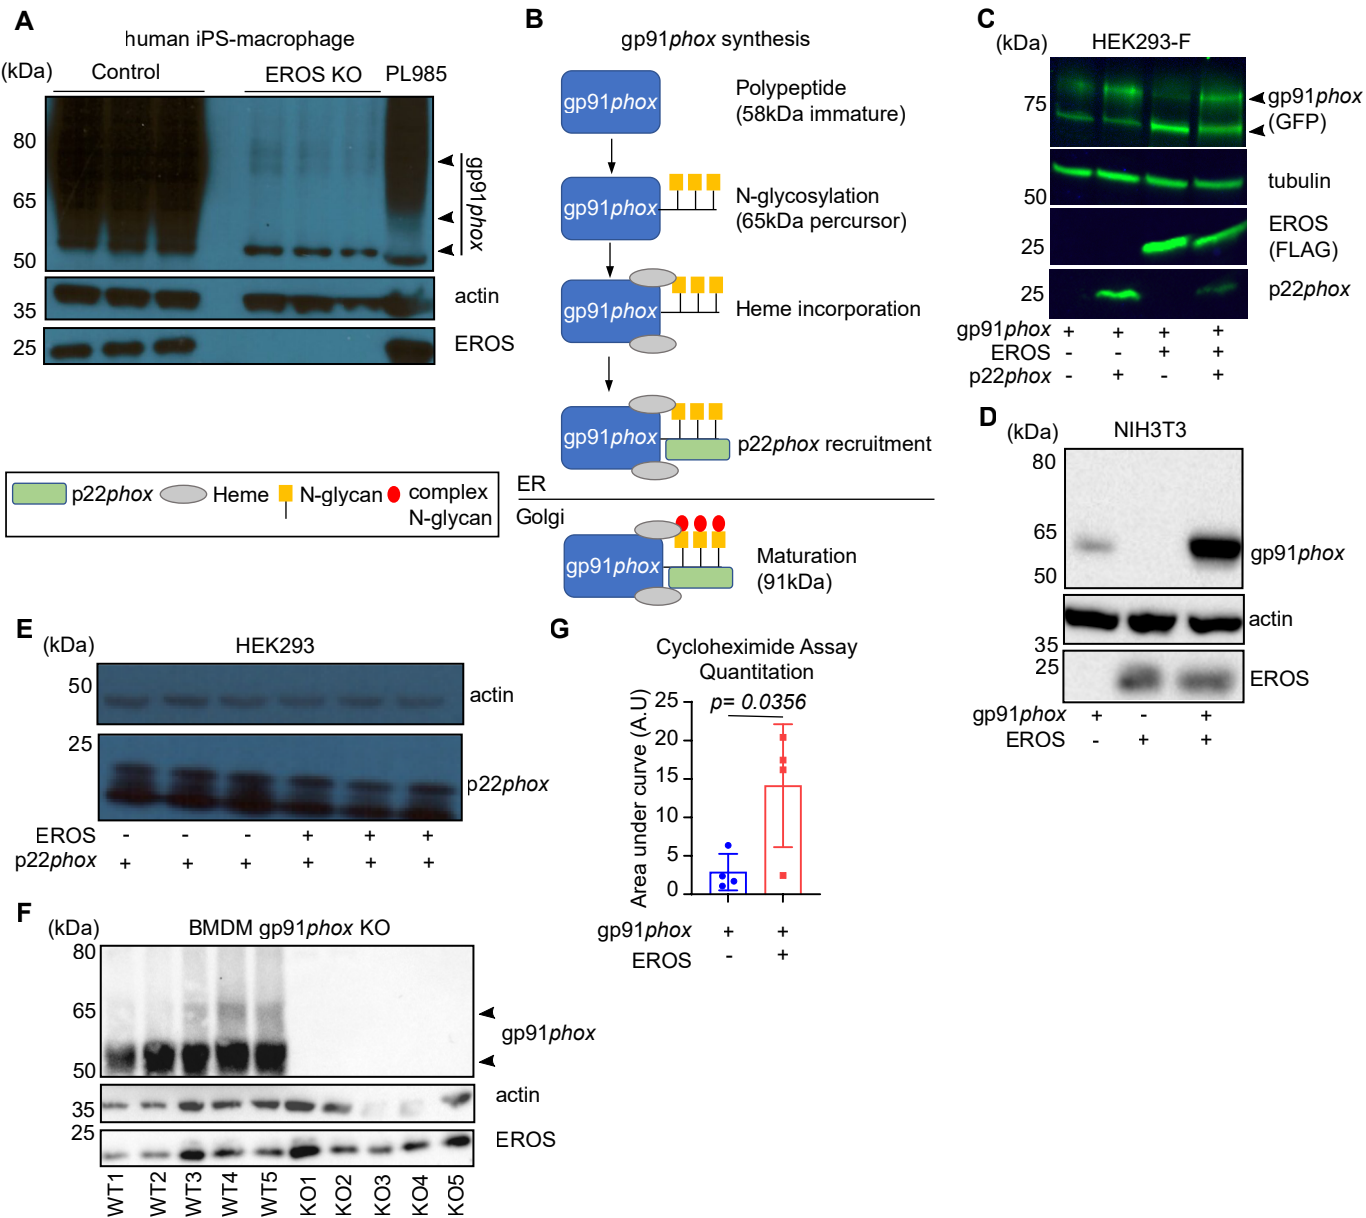 A
human iPS-macrophage
(kDa)
Control
EROS KO
PL985
80
65
50
gp91phox
35
actin
25
EROS
p22phox
Heme
N-glycan
complex
N-glycan
B
gp91phox synthesis
gp91phox
Polypeptide
(58kDa immature)
gp91phox
N-glycosylation
(65kDa percursor)
gp91phox
Heme incorporation
gp91phox
p22phox recruitment
ER
Golgi
gp91phox
Maturation
(91kDa)
C
(kDa)
HEK293-F
75
gp91phox
(GFP)
50
tubulin
25
EROS
(FLAG)
25
p22phox
gp91phox + + + +
EROS - - + +
p22phox - + - +
D
(kDa)
NIH3T3
80
65
50
gp91phox
actin
35
25
EROS
gp91phox + - +
EROS - + +
E
(kDa)
HEK293
50
actin
25
p22phox
EROS - - - + + +
p22phox + + + + + +
F
(kDa)
BMDM gp91phox KO
80
65
50
gp91phox
35
actin
25
EROS
WT1 WT2 WT3 WT4 WT5 KO1 KO2 KO3 KO4 KO5
G
Cycloheximide Assay
Quantitation
p= 0.0356
Area under curve (A.U)
25
20
15
10
5
0
gp91phox + +
EROS - +